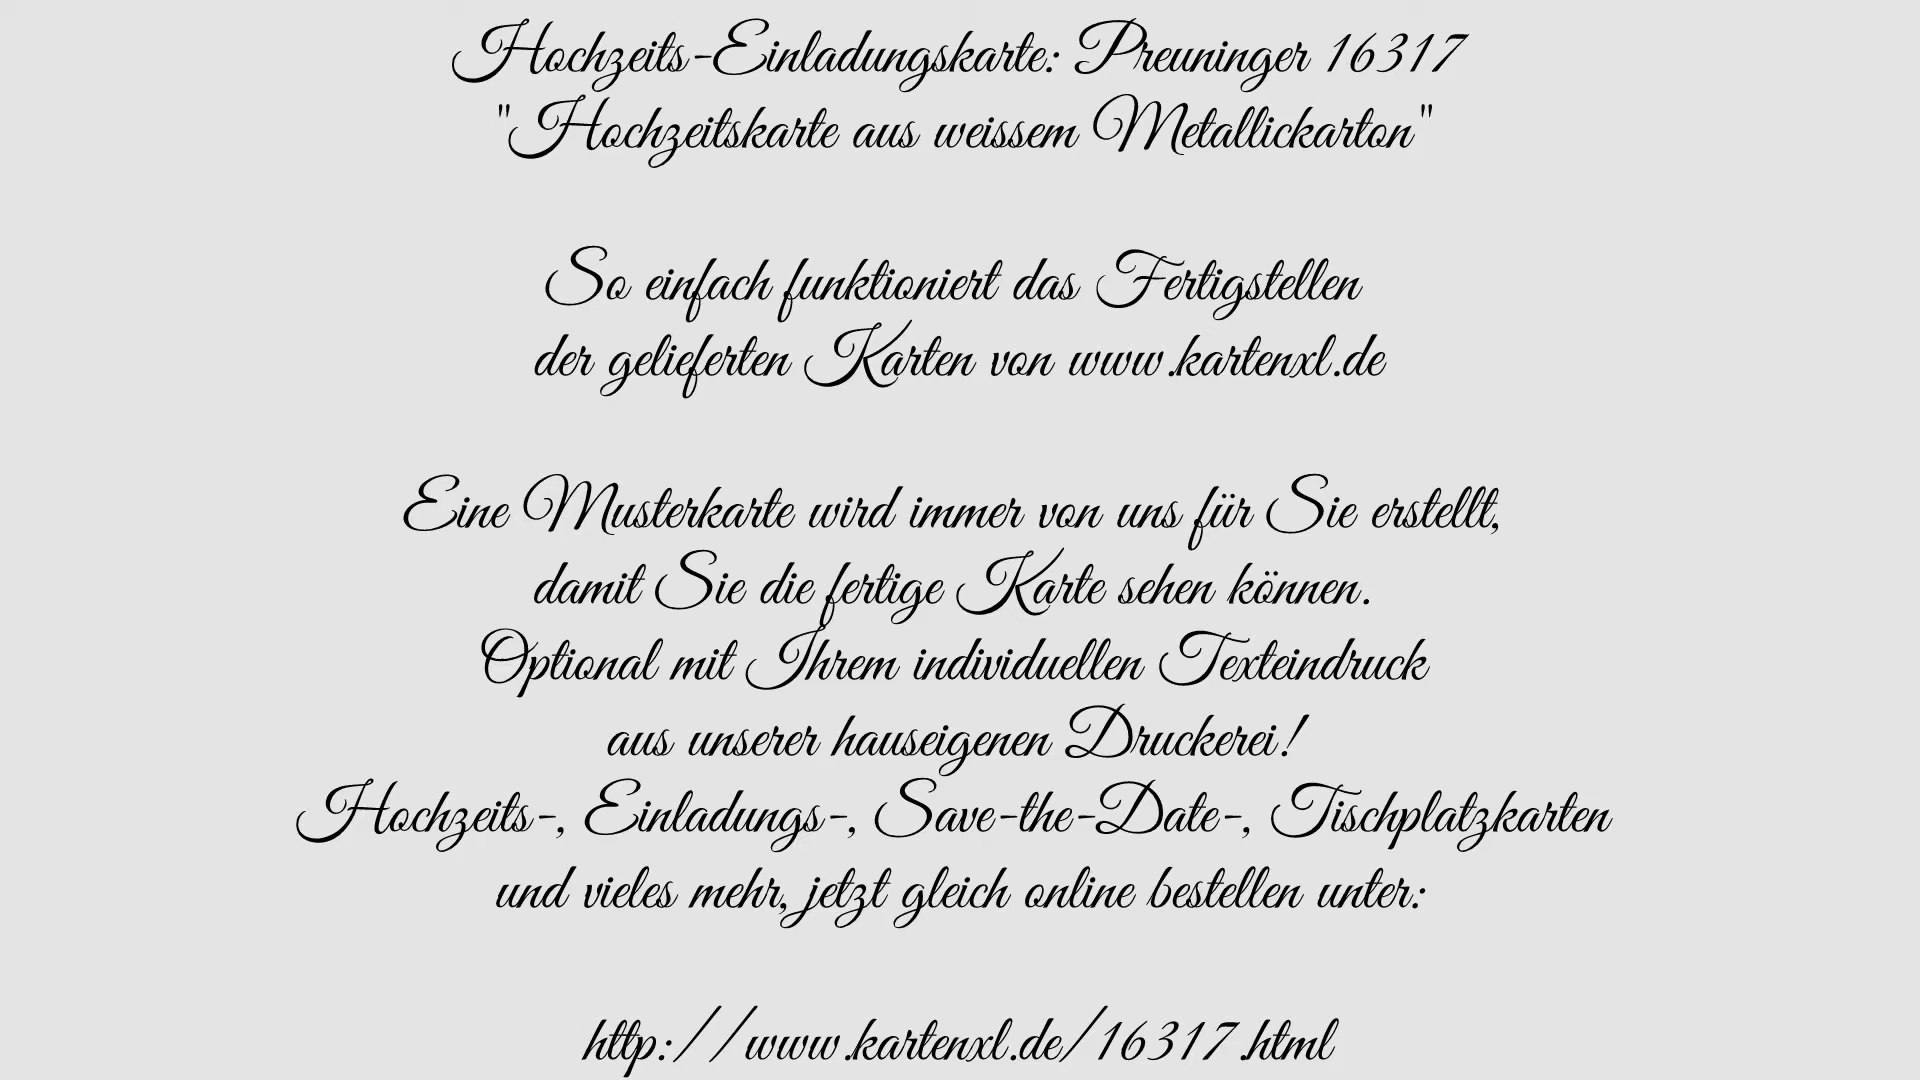 Hochzeits-Einladungskarte: Preuninger 16317
"Hochzeitskarte aus weissem Metallickarton"
So einfach funktioniert das Fertigstellen
der gelieferten Karten von www.kartenxl.de
Eine Musterkarte wird immer von uns für Sie erstellt,
damit Sie die fertige Karte sehen können.
Optional mit Ihrem individuellen Texteindruck
aus unserer hauseigenen Druckerei!
Hochzeits-, Einladungs-, Save-the-Date-, Tischplatzkarten
und vieles mehr, jetzt gleich online bestellen unter:
http://www.kartenxl.de/16317.html